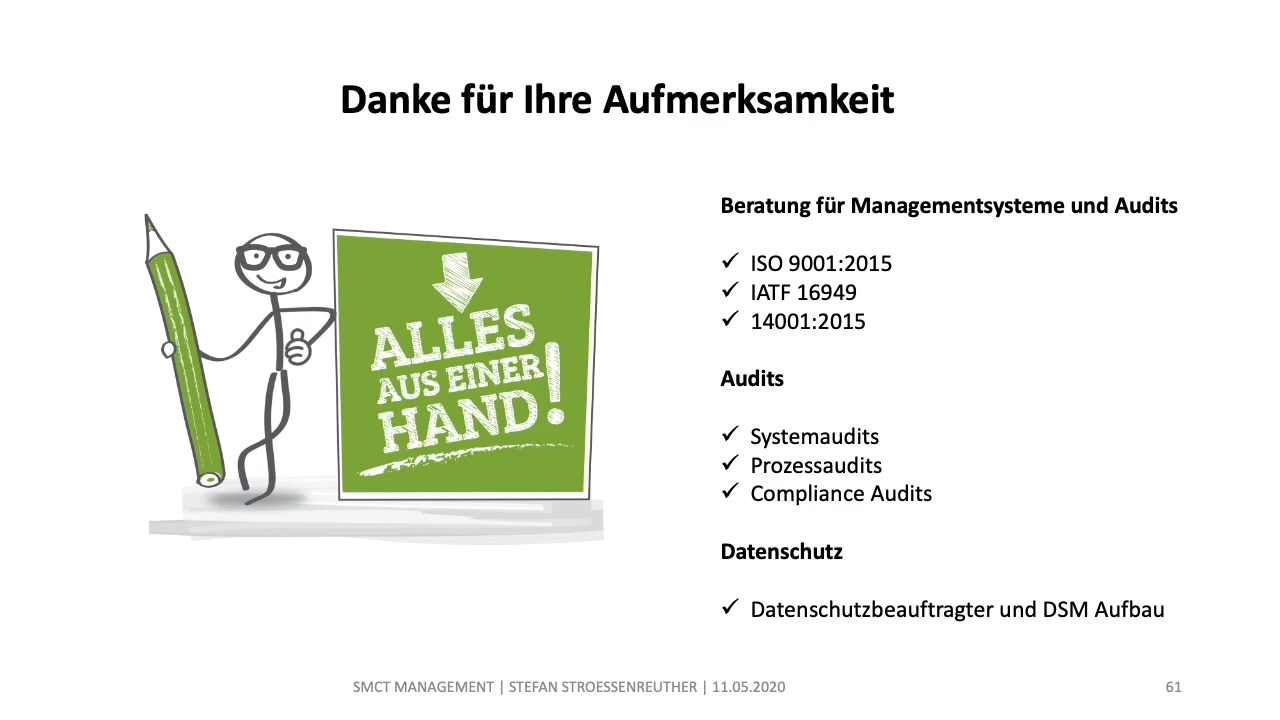 Danke für Ihre Aufmerksamkeit
ALLES
AUS EINER
HAND!
Beratung für Managementsysteme und Audits
✓ ISO 9001:2015
✓ IATF 16949
✓ 14001:2015
Audits
✓ Systemaudits
✓ Prozessaudits
✓ Compliance Audits
Datenschutz
✓ Datenschutzbeauftragter und DSM Aufbau
SMCT MANAGEMENT | STEFAN STROESSENREUTHER | 11.05.2020
61